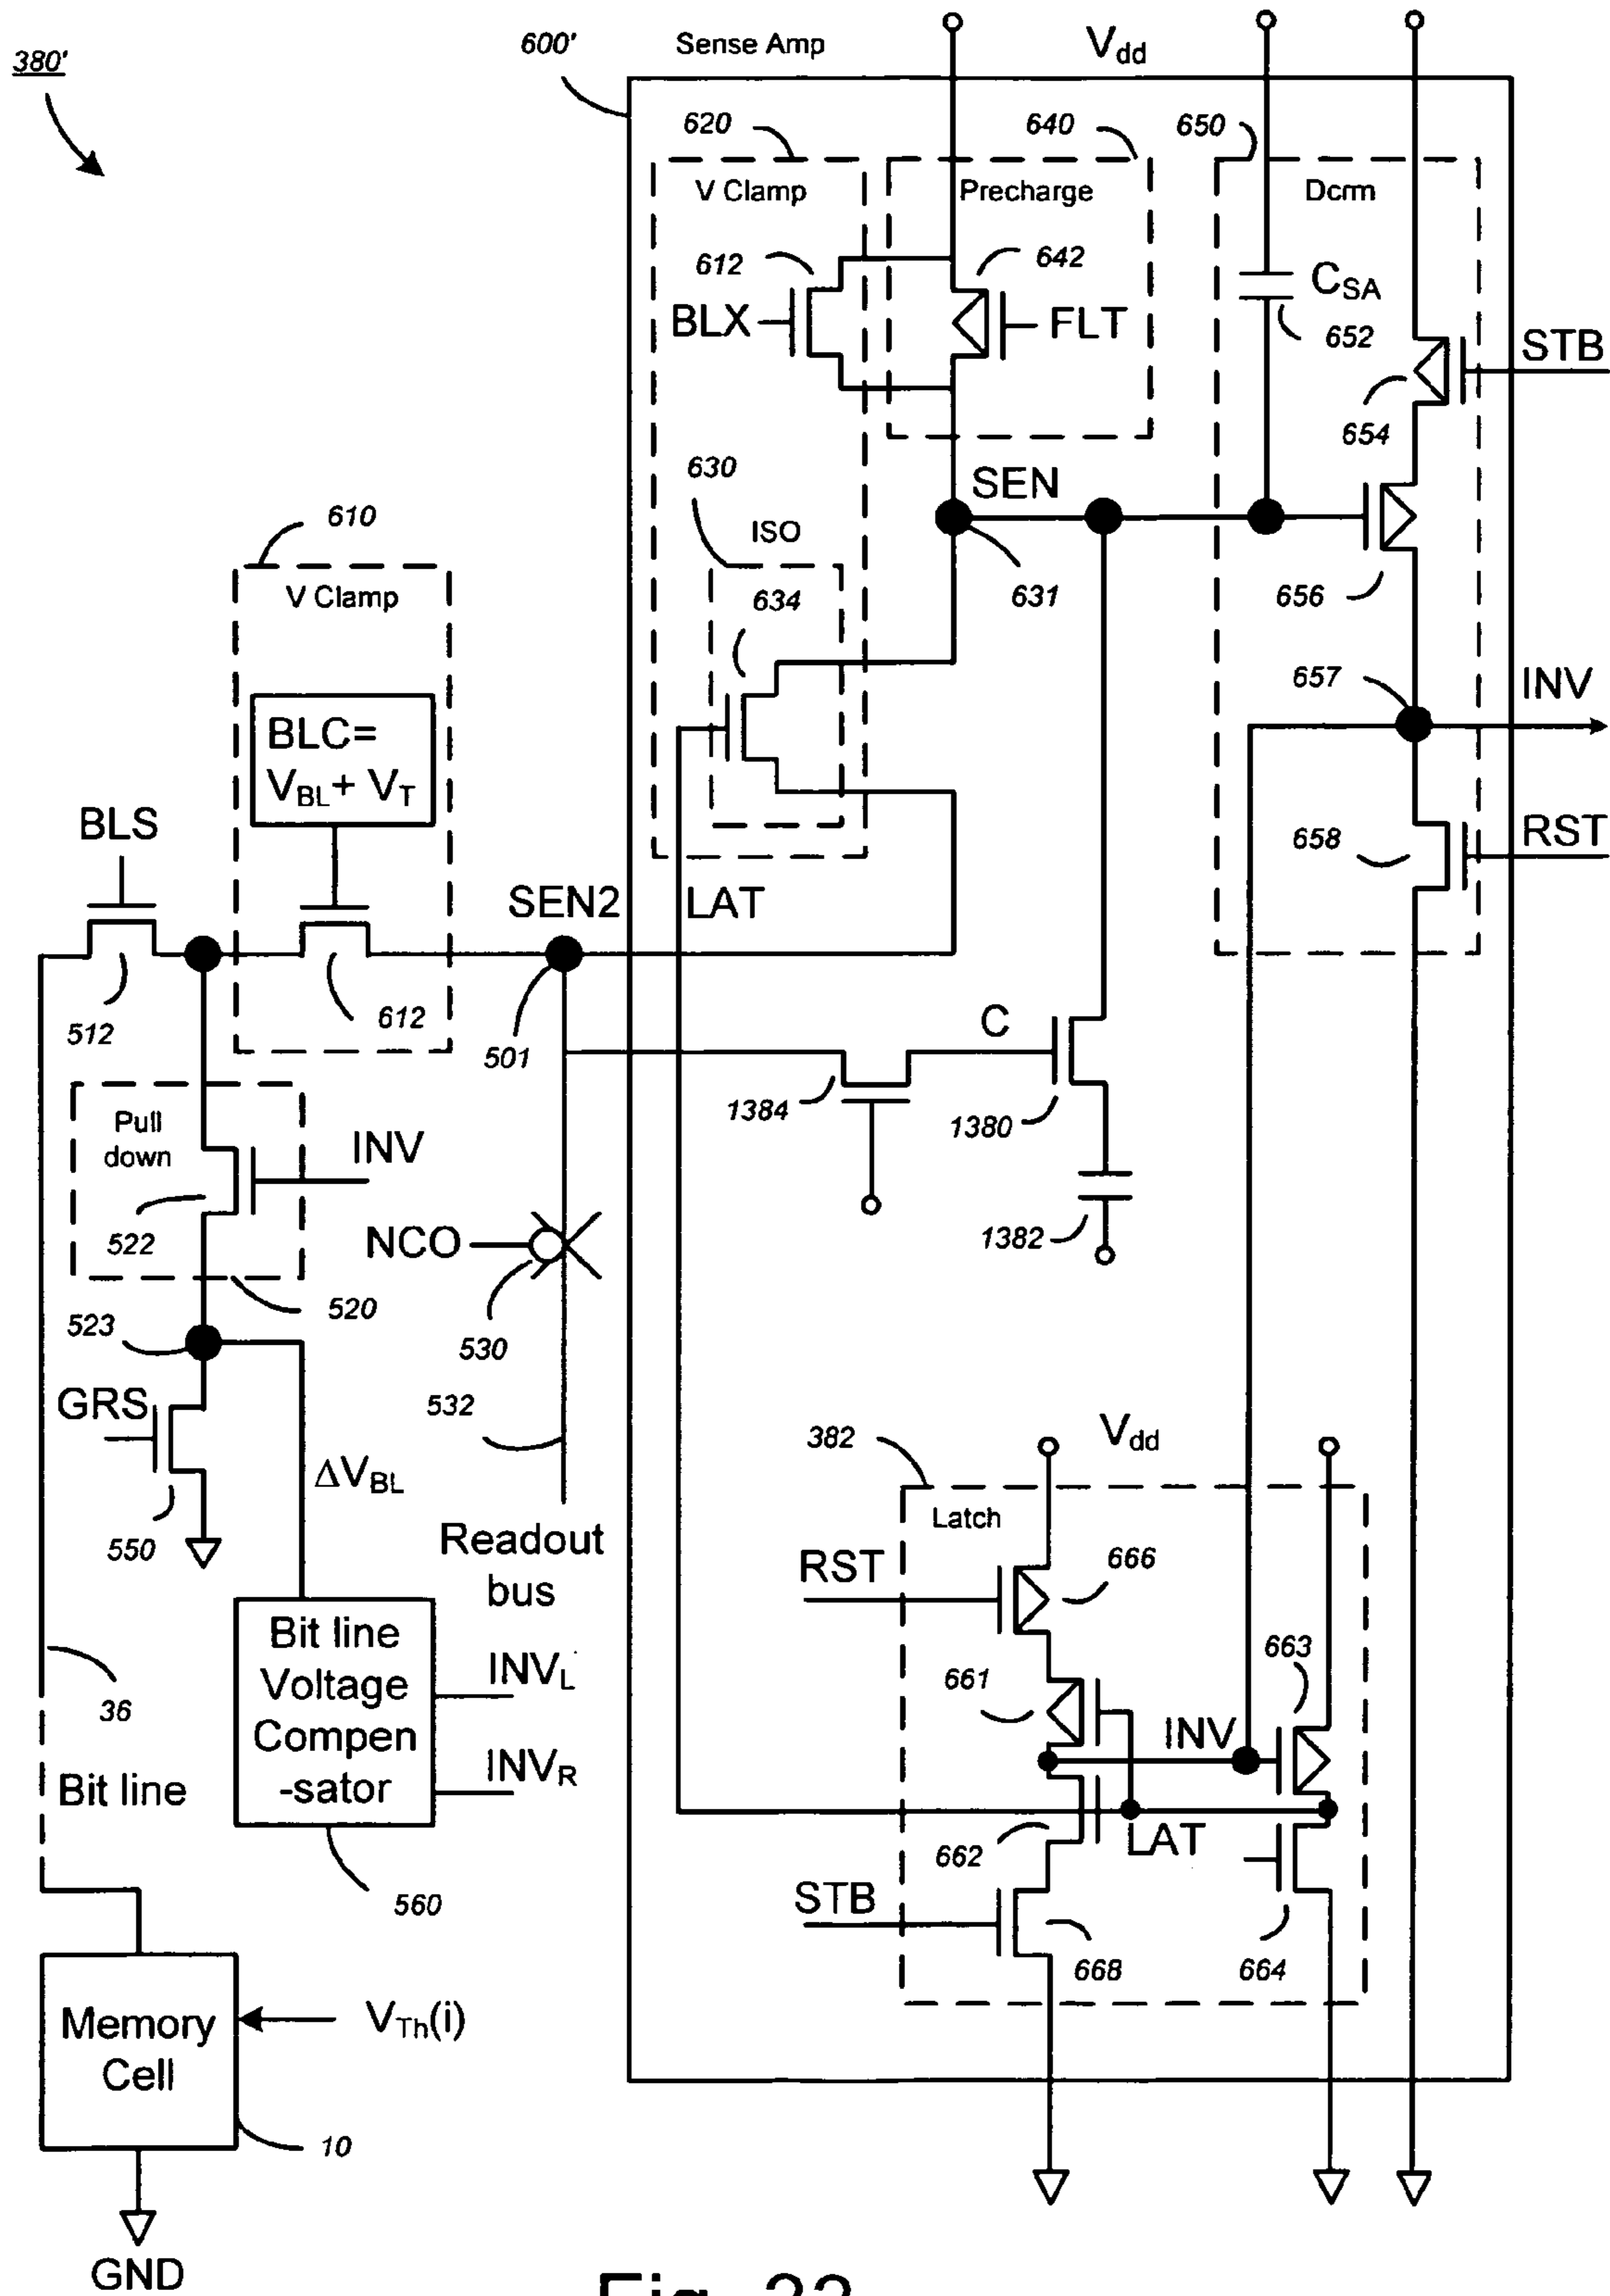 380'
600'
Sense Amp
Vdd
620
640
650
V Clamp
Precharge
Dcrm
612
642
CSA
BLX
FLT
652
STB
654
630
SEN
610
ISO
V Clamp
634
631
656
657
INV
BLC=
VBL+ VT
BLS
658
RST
SEN2
LAT
512
612
501
C
1384
1380
Pull
down
INV
522
NCO
1382
520
523
530
GRS
532
382
Vdd
ΔVBL
Latch
550
Readout
bus
RST
666
Bit line
Voltage
Compen
-sator
INVL
663
36
661
INV
INVR
Bit line
LAT
662
560
STB
668
664
Memory
Cell
VTh(i)
10
GND